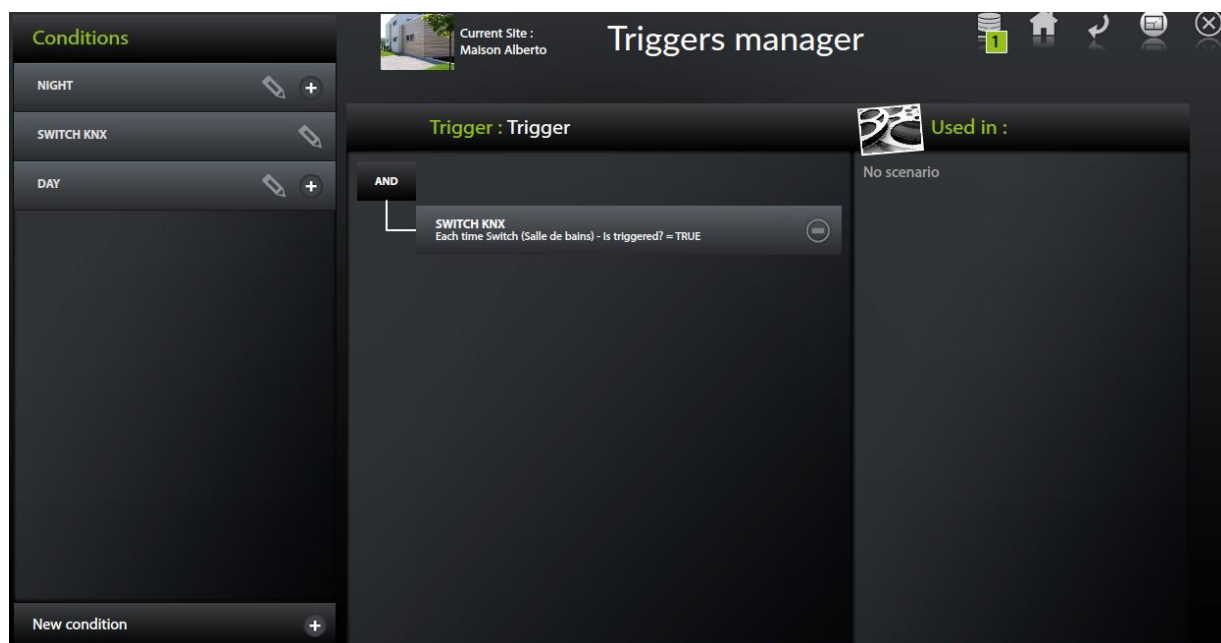 Conditions
NIGHT
SWITCH KNX
DAY
New condition
Current Site :
Maison Alberto
Triggers manager
1
Trigger : Trigger
AND
SWITCH KNX
Each time Switch (Salle de bains) - Is triggered? = TRUE
Used in :
No scenario